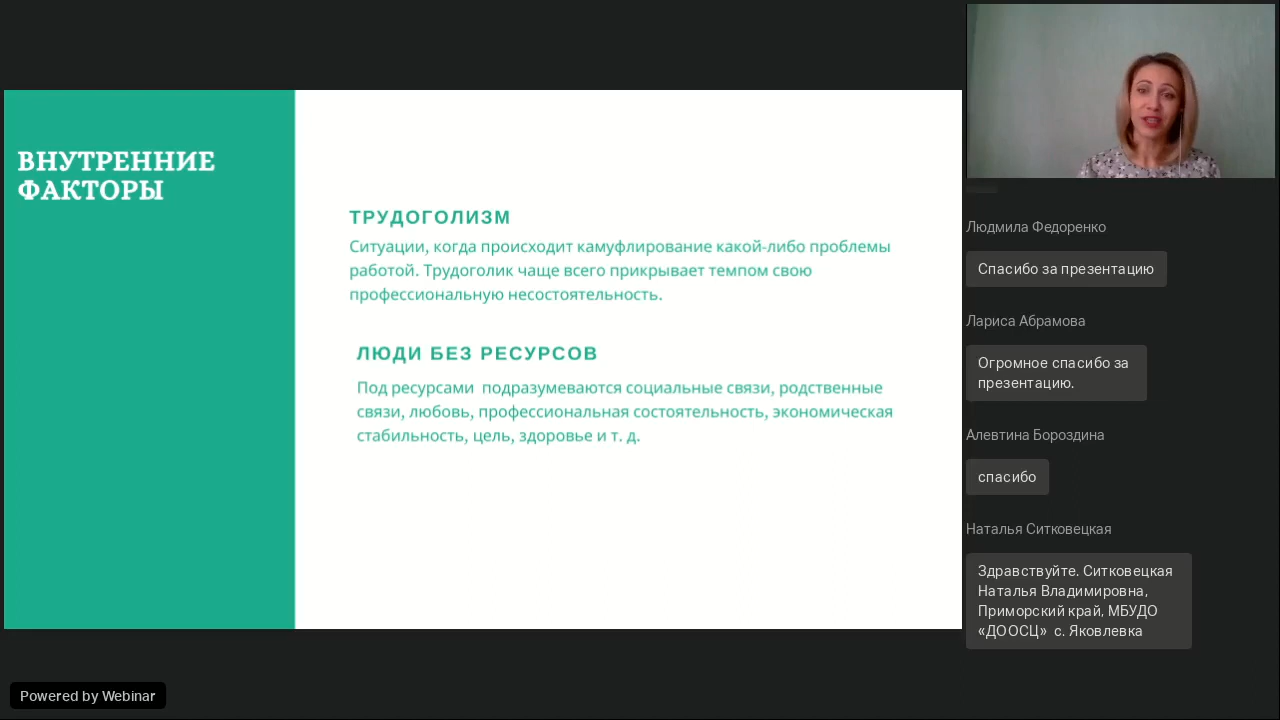 ВНУТРЕННИЕ
ФАКТОРЫ
ТРУДОГОЛИЗМ
Ситуации, когда происходит камуфлирование какой-либо проблемы
работой. Трудоголик чаще всего прикрывает темпом свою
профессиональную несостоятельность.
ЛЮДИ БЕЗ РЕСУРСОВ
Под ресурсами подразумеваются социальные связи, родственные
связи, любовь, профессиональная состоятельность, экономическая
стабильность, цель, здоровье и т. д.
Людмила Федоренко
Спасибо за презентацию
Лариса Абрамова
Огромное спасибо за
презентацию.
Алевтина Бороздина
спасибо
Наталья Ситковецкая
Здравствуйте. Ситковецкая
Наталья Владимировна,
Приморский край, МБУДО
«ДООСЦ» с. Яковлевка
Powered by Webinar